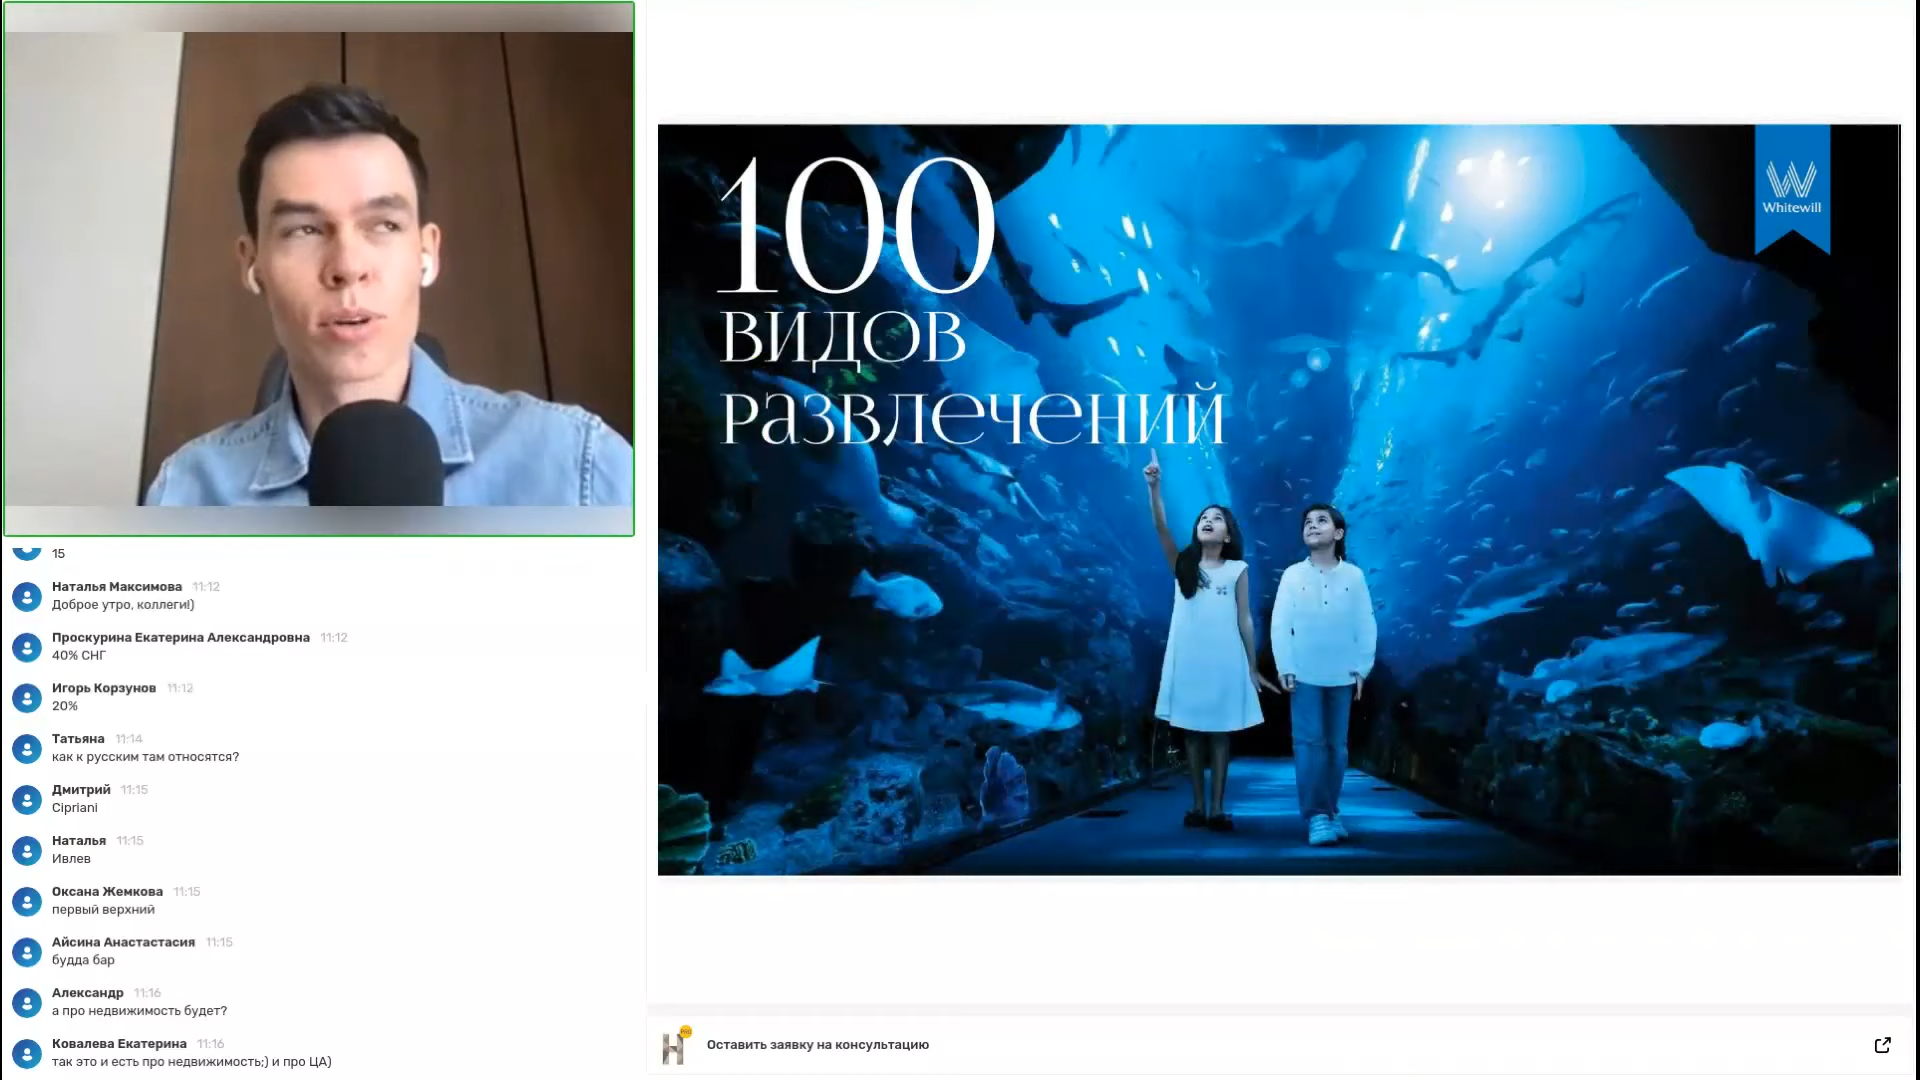 15
Наталья Максимова 11:12
Доброе утро, коллеги!)
Проскурина Екатерина Александровна 11:12
40% СНГ
Игорь Корзунов 11:12
20%
Татьяна 11:14
как к русским там относятся?
Дмитрий 11:15
Cipriani
Наталья 11:15
Ивлев
Оксана Жемкова 11:15
первый верхний
Айсина Анастастасия 11:15
будда бар
Александр 11:16
а про недвижимость будет?
Ковалева Екатерина 11:16
так это и есть про недвижимость;) и про ЦА)
100
ВИДОВ
РАЗВЛЕЧЕНИЙ
Whitewill
H PRO
Оставить заявку на консультацию